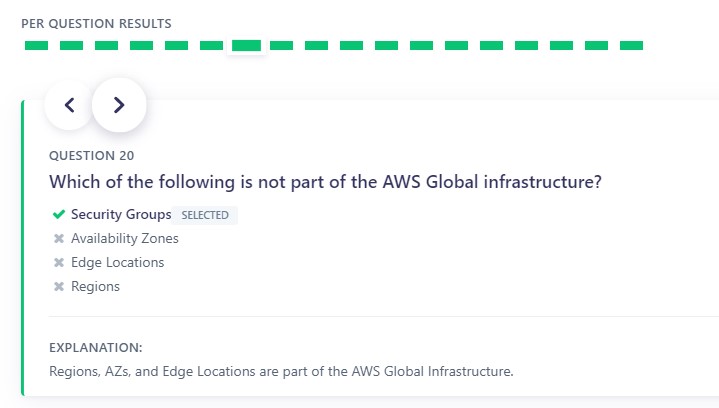 PER QUESTION RESULTS
QUESTION 20
Which of the following is not part of the AWS Global infrastructure?
Security Groups SELECTED
Availability Zones
Edge Locations
Regions
EXPLANATION:
Regions, AZs, and Edge Locations are part of the AWS Global Infrastructure.